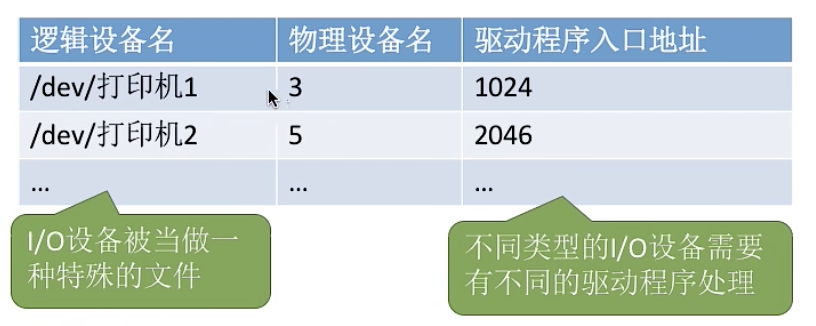 逻辑设备名 物理设备名 驱动程序入口地址
/dev/打印机1 3 1024
/dev/打印机2 5 2046
... ... ...
I/O设备被当做一
种特殊的文件
不同类型的I/O设备需要
有不同的驱动程序处理